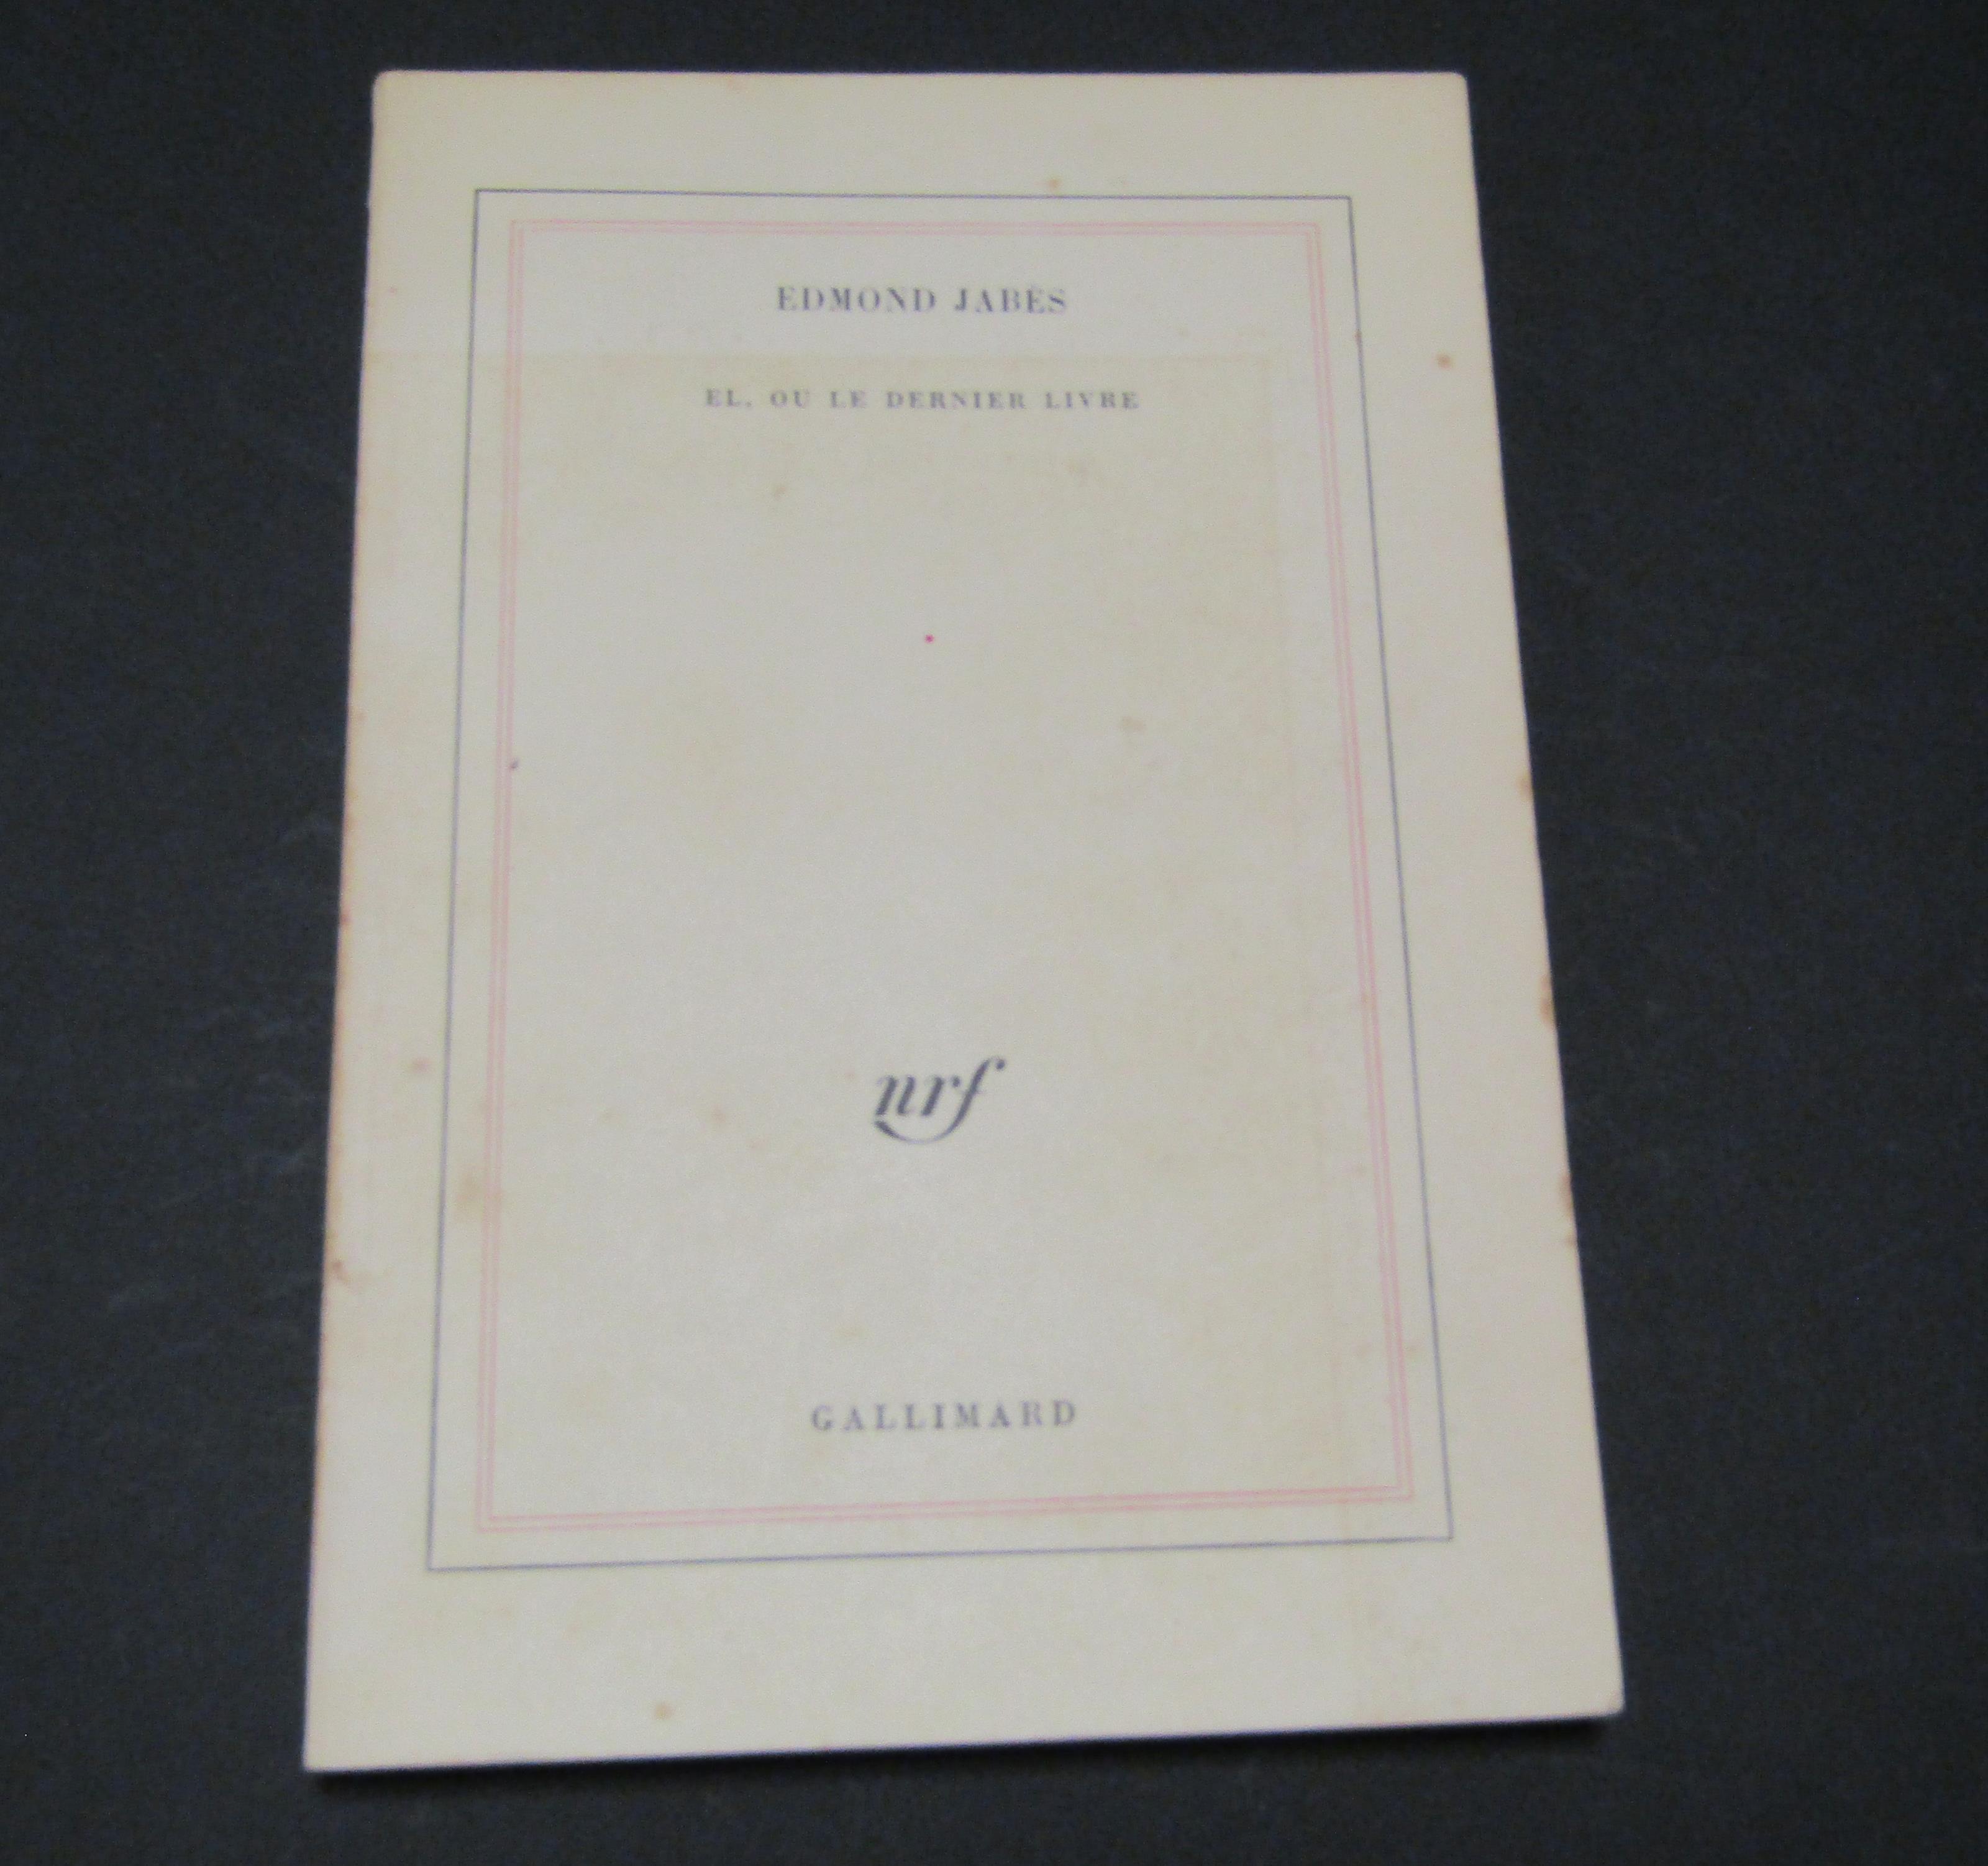 EDMOND JABÈS
EL, OU LE DERNIER LIVRE
nrf
GALLIMARD